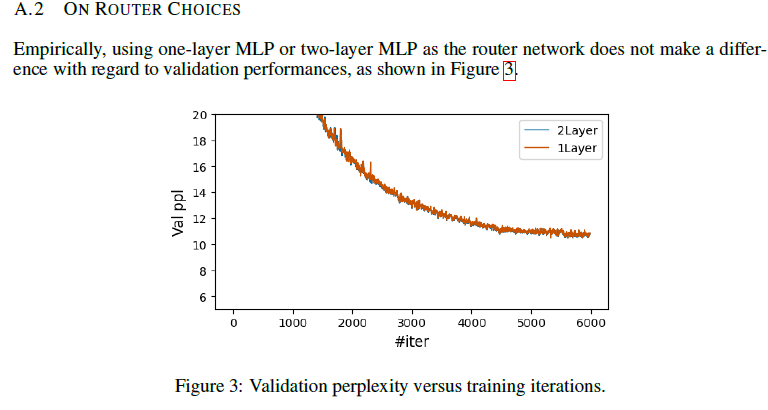 A.2 ON ROUTER CHOICES
Empirically, using one-layer MLP or two-layer MLP as the router network does not make a differ-
ence with regard to validation performances, as shown in Figure 3.
20
18
16
14
12
10
8
6
Val ppl
2Layer
1Layer
0 1000 2000 3000 4000 5000 6000
#iter
Figure 3: Validation perplexity versus training iterations.